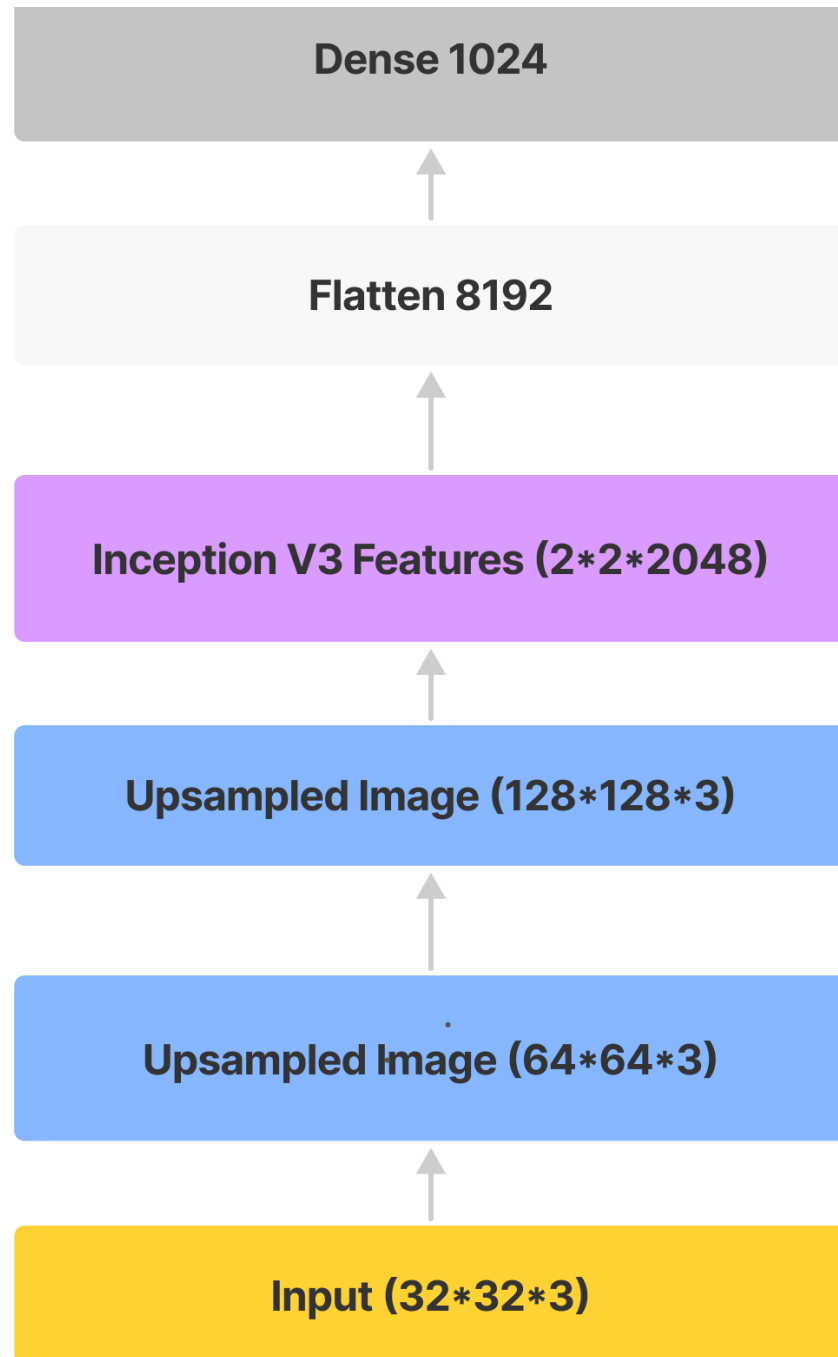 Dense 1024
Flatten 8192
Inception V3 Features (2*2*2048)
Upsampled Image (128*128*3)
Upsampled Image (64*64*3)
Input (32*32*3)